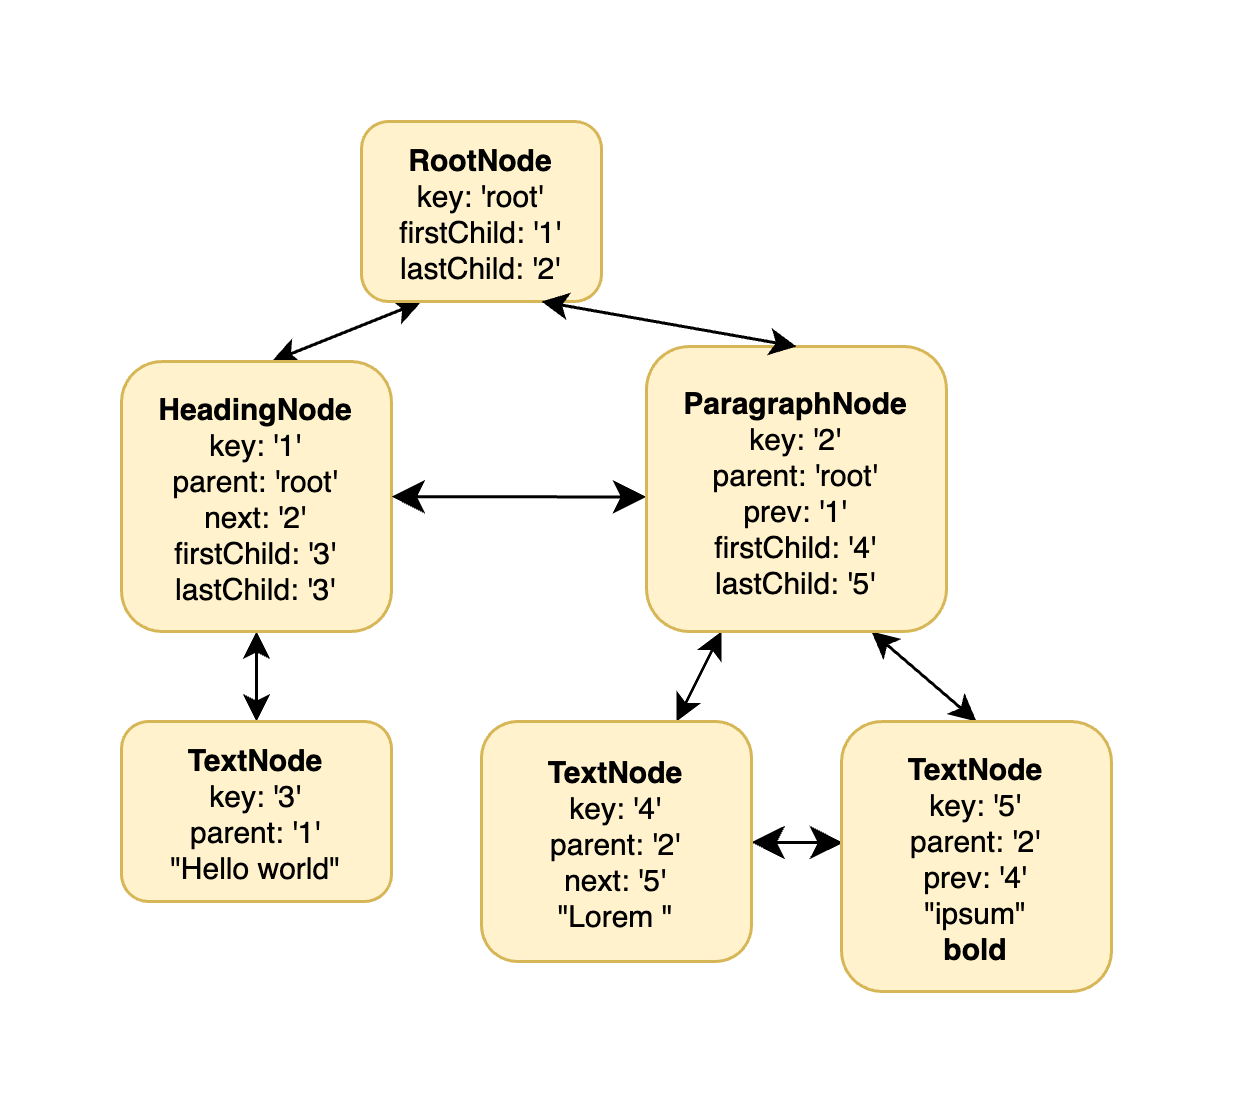 RootNode
key: 'root'
firstChild: '1'
lastChild: '2'
HeadingNode
key: '1'
parent: 'root'
next: '2'
firstChild: '3'
lastChild: '3'
ParagraphNode
key: '2'
parent: 'root'
prev: '1'
firstChild: '4'
lastChild: '5'
TextNode
key: '3'
parent: '1'
"Hello world"
TextNode
key: '4'
parent: '2'
next: '5'
"Lorem "
TextNode
key: '5'
parent: '2'
prev: '4'
"ipsum"
bold